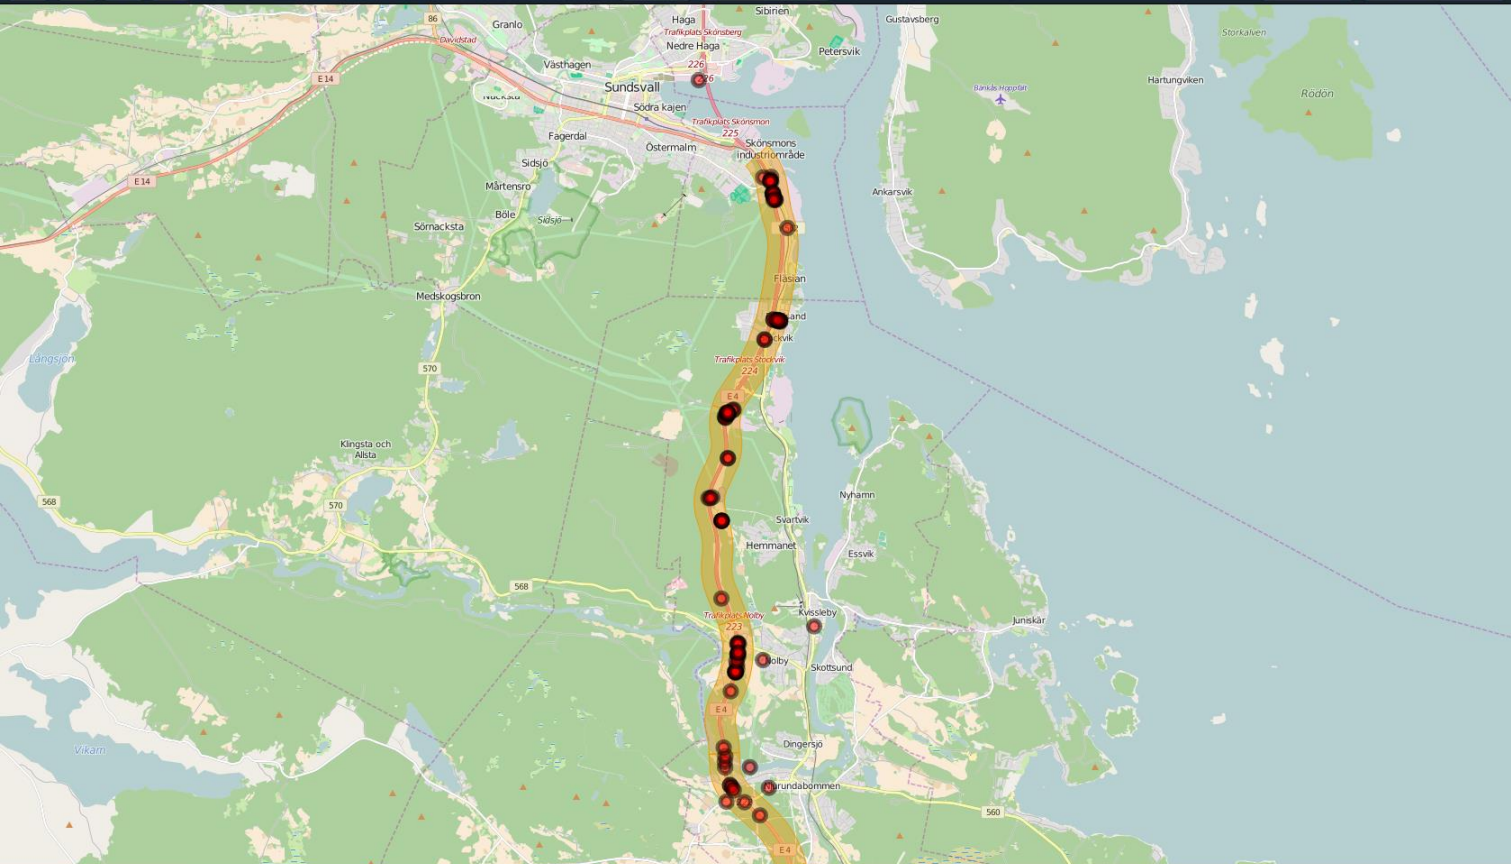 Sibirien
86
Haga
Gustavsberg
Granlo
Trafikplats Skönsberg
Storkalven
Davidstad
Nedre Haga
Petersvik
Västhagen
226
E14
Hartungviken
Sundsvall
Nacksta
Rödön
Södra kajen
Trafikplats Skönsmon
225
Fagerdal
Skönsmons
industriområde
Östermalm
Sidsjö
E14
Mårtensro
Ankarsvik
Böle
Sidsjö
Sörnacksta
Fläsian
Medskogsbron
Långsjön
Trafikplats Stockvik
224
570
E4
Klingsta och
Allsta
Nyhamn
568
570
Svartvik
Hemmanet
Essvik
568
Trafikplats Nolby
223
Kvissleby
Juniskär
Nolby
Skottsund
E4
Vikarn
Dingersjö
Njurundabommen
560
E4